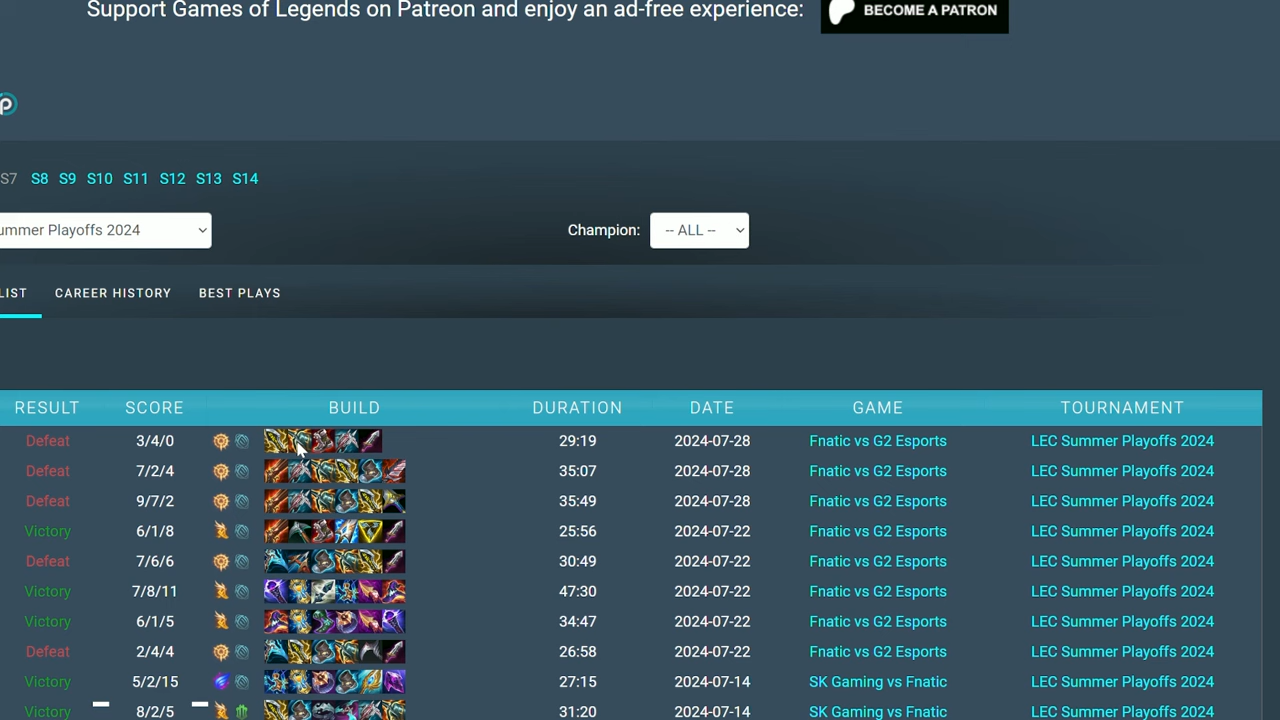 Support Games of Legends on Patreon and enjoy an ad-free experience: BECOME A PATRON
S7 S8 S9 S10 S11 S12 S13 S14
ummer Playoffs 2024 Champion: -- ALL --
LIST CAREER HISTORY BEST PLAYS
RESULT SCORE BUILD DURATION DATE GAME TOURNAMENT
Defeat 3/4/0 29:19 2024-07-28 Fnatic vs G2 Esports LEC Summer Playoffs 2024
Defeat 7/2/4 35:07 2024-07-28 Fnatic vs G2 Esports LEC Summer Playoffs 2024
Defeat 9/7/2 35:49 2024-07-28 Fnatic vs G2 Esports LEC Summer Playoffs 2024
Victory 6/1/8 25:56 2024-07-22 Fnatic vs G2 Esports LEC Summer Playoffs 2024
Defeat 7/6/6 30:49 2024-07-22 Fnatic vs G2 Esports LEC Summer Playoffs 2024
Victory 7/8/11 47:30 2024-07-22 Fnatic vs G2 Esports LEC Summer Playoffs 2024
Victory 6/1/5 34:47 2024-07-22 Fnatic vs G2 Esports LEC Summer Playoffs 2024
Defeat 2/4/4 26:58 2024-07-22 Fnatic vs G2 Esports LEC Summer Playoffs 2024
Victory 5/2/15 27:15 2024-07-14 SK Gaming vs Fnatic LEC Summer Playoffs 2024
Victory 8/2/5 31:20 2024-07-14 SK Gaming vs Fnatic LEC Summer Playoffs 2024